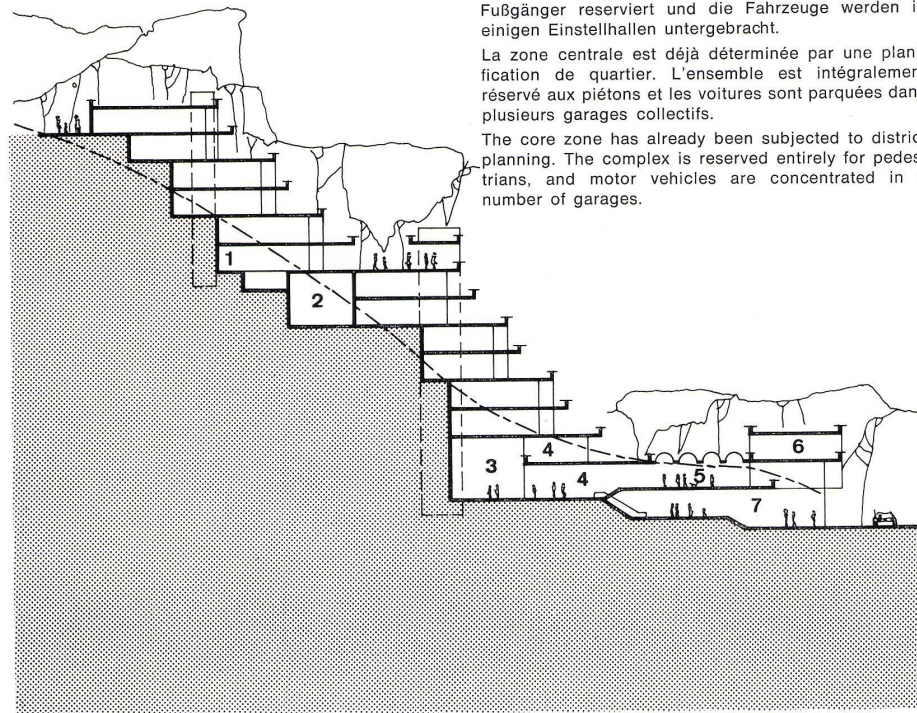 Fußgänger reserviert und die Fahrzeuge werden i
einigen Einstellhallen untergebracht.
La zone centrale est déjà déterminée par une plan
fication de quartier. L'ensemble est intégralemen
réservé aux piétons et les voitures sont parquées dan
plusieurs garages collectifs.
The core zone has already been subjected to distric
planning. The complex is reserved entirely for pedes
trians, and motor vehicles are concentrated in
number of garages.
1
2
6
4
3
4
5
7